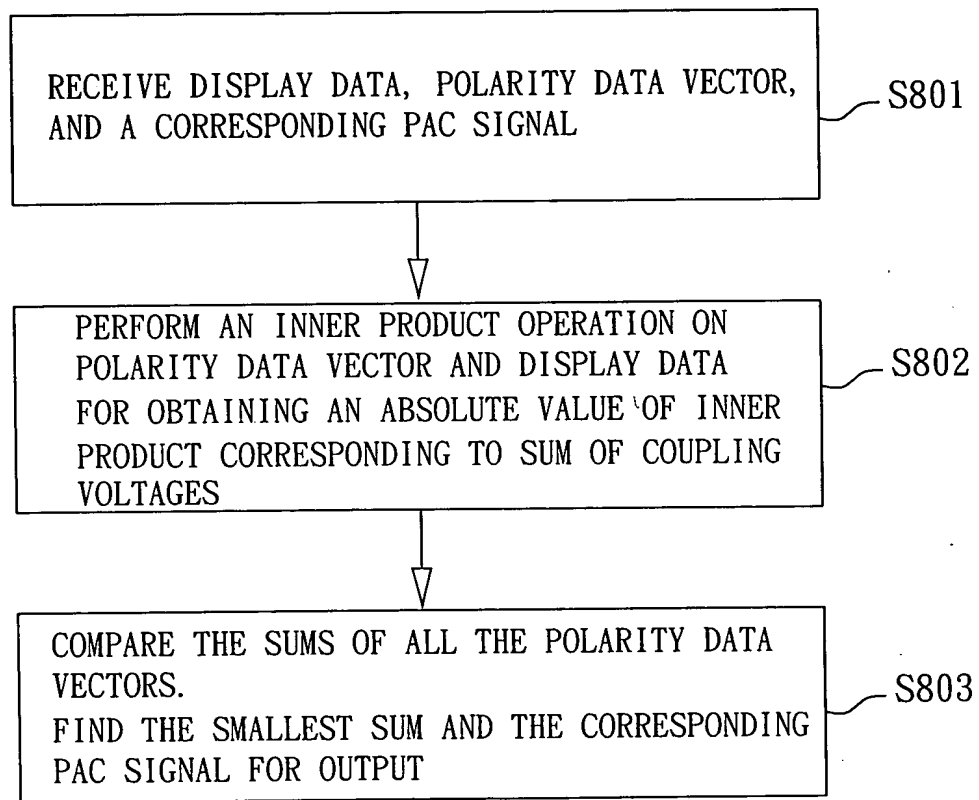 RECEIVE DISPLAY DATA, POLARITY DATA VECTOR,
AND A CORRESPONDING PAC SIGNAL
S801
PERFORM AN INNER PRODUCT OPERATION ON
POLARITY DATA VECTOR AND DISPLAY DATA
FOR OBTAINING AN ABSOLUTE VALUE OF INNER
PRODUCT CORRESPONDING TO SUM OF COUPLING
VOLTAGES
S802
COMPARE THE SUMS OF ALL THE POLARITY DATA
VECTORS.
FIND THE SMALLEST SUM AND THE CORRESPONDING
PAC SIGNAL FOR OUTPUT
S803